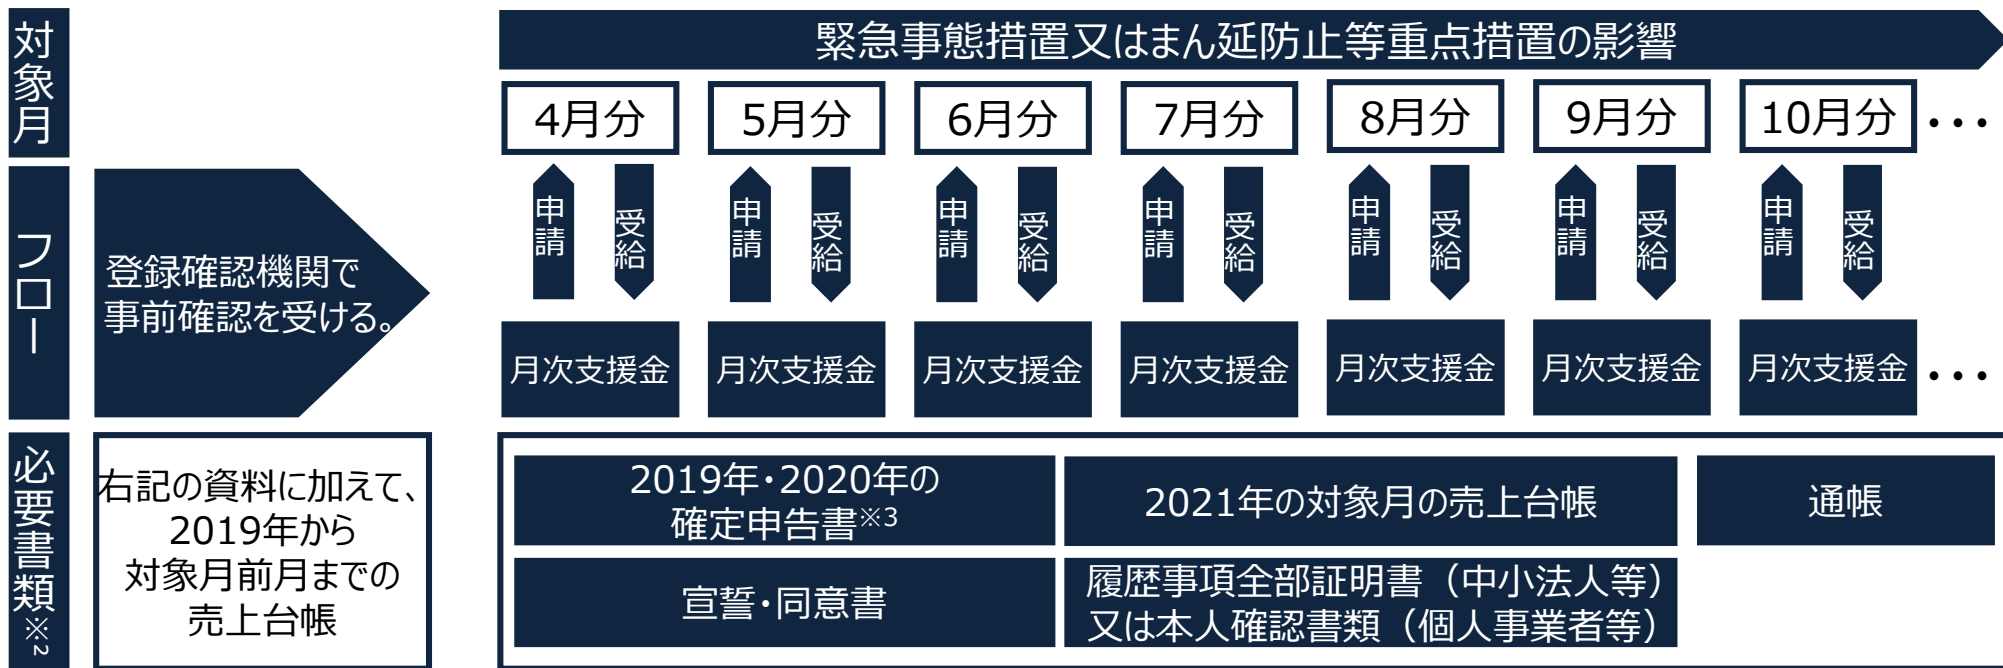 対象月
緊急事態措置又はまん延防止等重点措置の影響
4月分
5月分
6月分
7月分
8月分
9月分
10月分
・・・
フロー
登録確認機関で
事前確認を受ける。
申請
受給
申請
受給
申請
受給
申請
受給
申請
受給
申請
受給
申請
受給
月次支援金
月次支援金
月次支援金
月次支援金
月次支援金
月次支援金
月次支援金
・・・
必要書類※2
右記の資料に加えて、
2019年から
対象月前月までの
売上台帳
2019年・2020年の
確定申告書※3
2021年の対象月の売上台帳
通帳
宣誓・同意書
履歴事項全部証明書（中小法人等）
又は本人確認書類（個人事業者等）